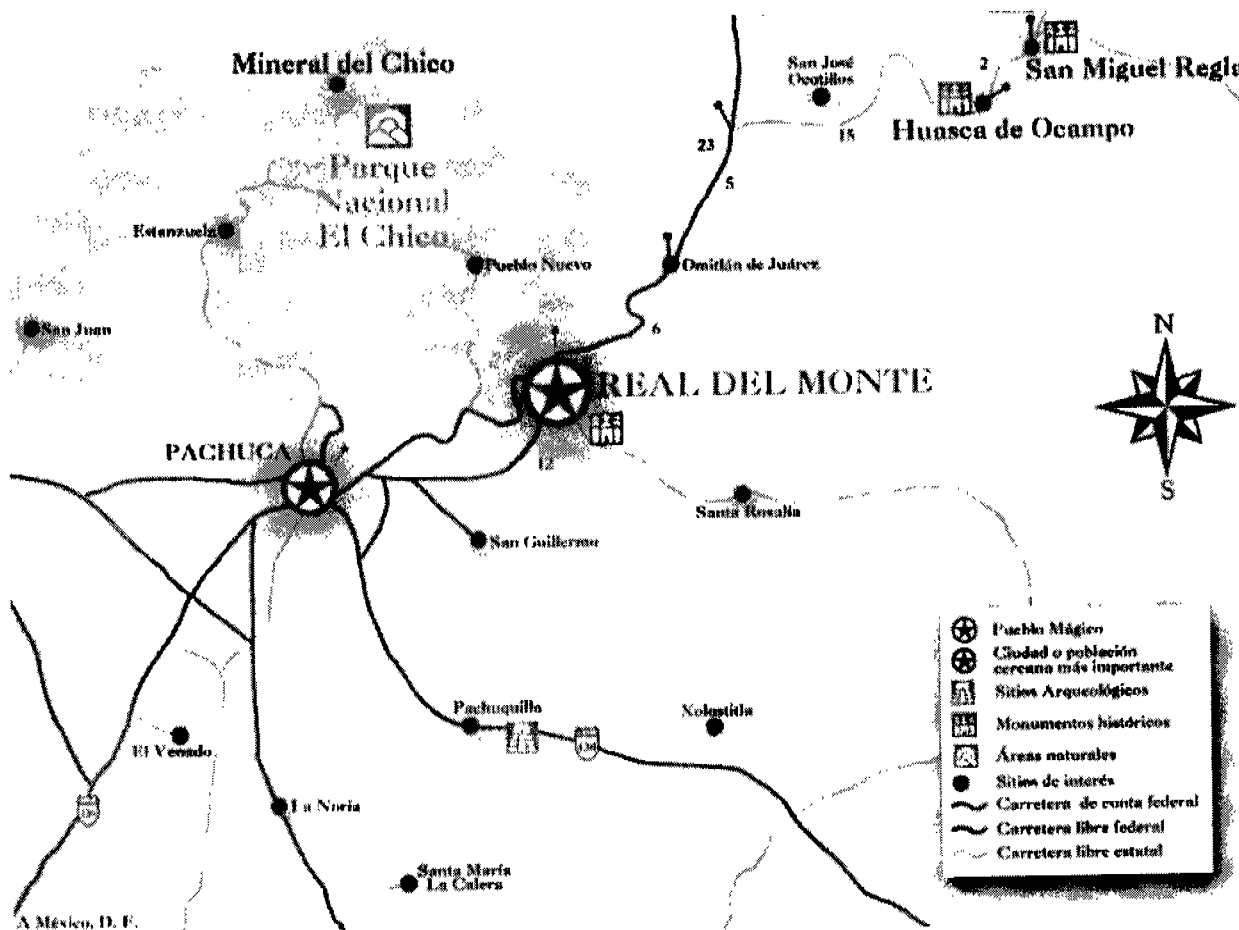 Mineral del Chico
San José
Ocotillos
2
San Miguel Regla
Huasca de Ocampo
15
23
5
Parque
Nacional
El Chico
Estanzuela
Pueblo Nuevo
Omitlán de Juárez
San Juan
6
N
REAL DEL MONTE
PACHUCA
12
S
Santa Rosalía
San Guillermo
Pueblo Mágico
Ciudad o población
cercana más importante
Sitios Arqueológicos
Monumentos históricos
Áreas naturales
Sitios de interés
Carretera de couta federal
Carretera libre federal
Carretera libre estatal
Pachuquilla
Xolostitla
El Venado
La Noria
Santa María
La Calera
A México, D. F.